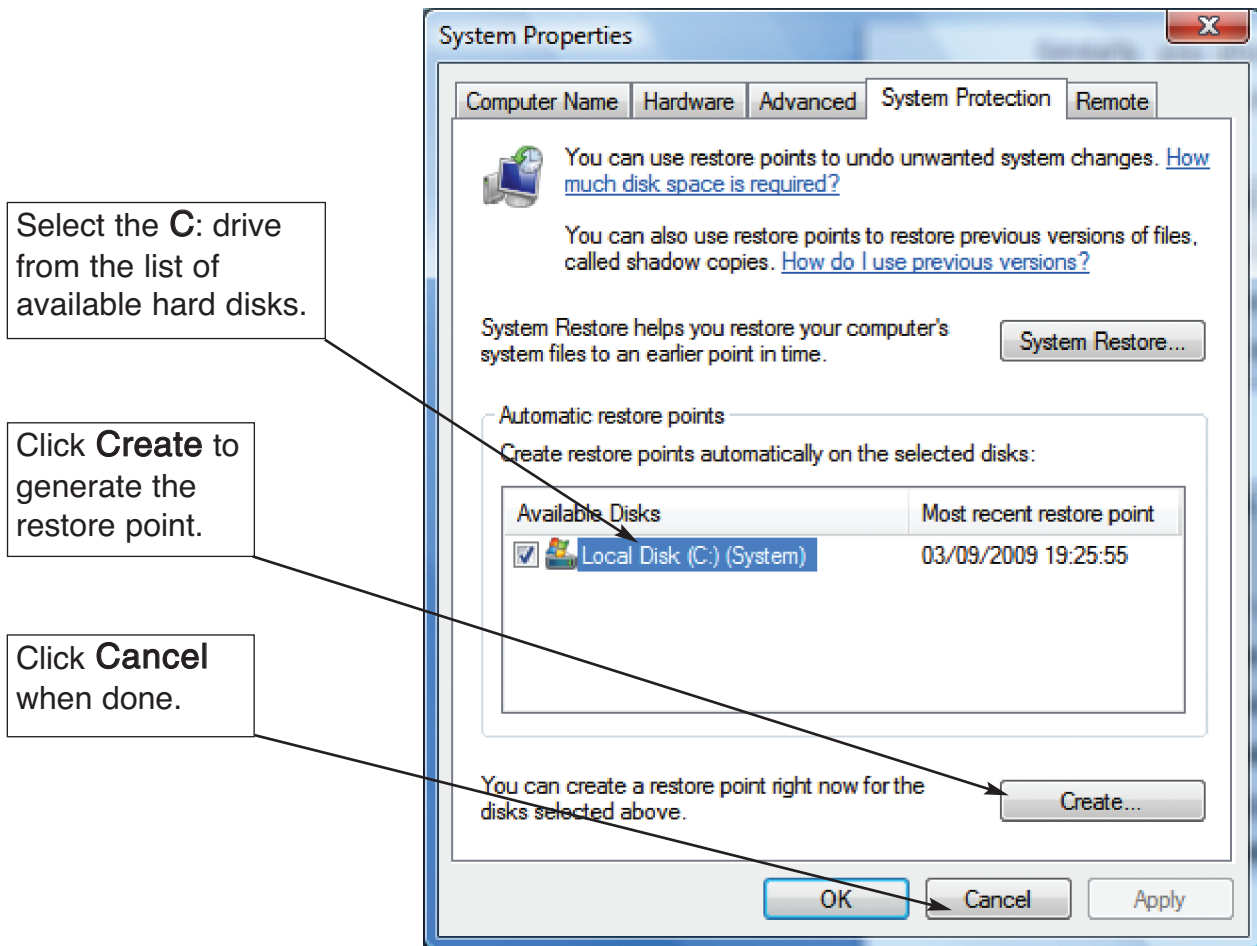 System Properties
Computer Name Hardware Advanced System Protection Remote
You can use restore points to undo unwanted system changes. How
much disk space is required?
You can also use restore points to restore previous versions of files,
called shadow copies. How do I use previous versions?
System Restore helps you restore your computer's
system files to an earlier point in time.
System Restore...
Automatic restore points
Create restore points automatically on the selected disks:
Available Disks Most recent restore point
Local Disk (C:) (System) 03/09/2009 19:25:55
You can create a restore point right now for the
disks selected above.
Create...
OK Cancel Apply
Select the C: drive
from the list of
available hard disks.
Click Create to
generate the
restore point.
Click Cancel
when done.